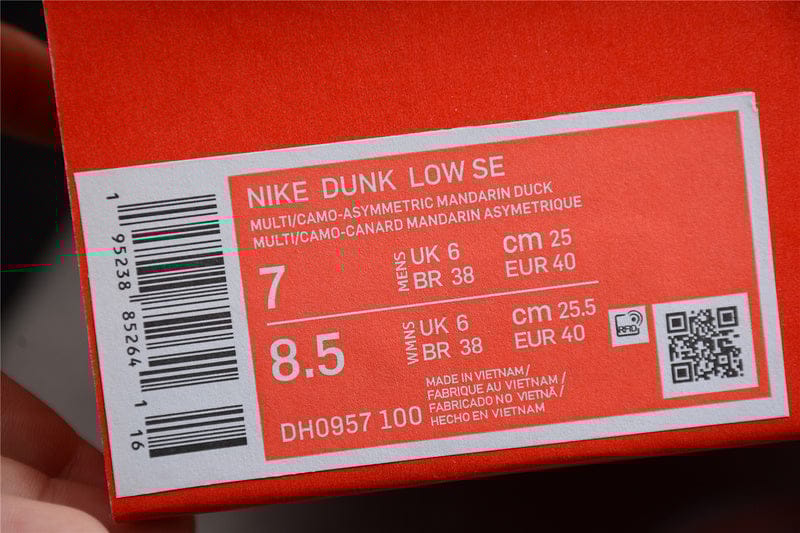 NIKE DUNK LOW SE
MULTI/CAMO-ASYMMETRIC MANDARIN DUCK
MULTI/CAMO-CANARD MANDARIN ASYMETRIQUE
7
MENS
UK 6
BR 38
cm 25
EUR 40
8.5
WMNS
UK 6
BR 38
cm 25.5
EUR 40
RFID
MADE IN VIETNAM/
FABRIQUE AU VIETNAM/
FABRICADO NO VIETNÃ/
HECHO EN VIETNAM
DH0957 100
1 95238 85264 1 16